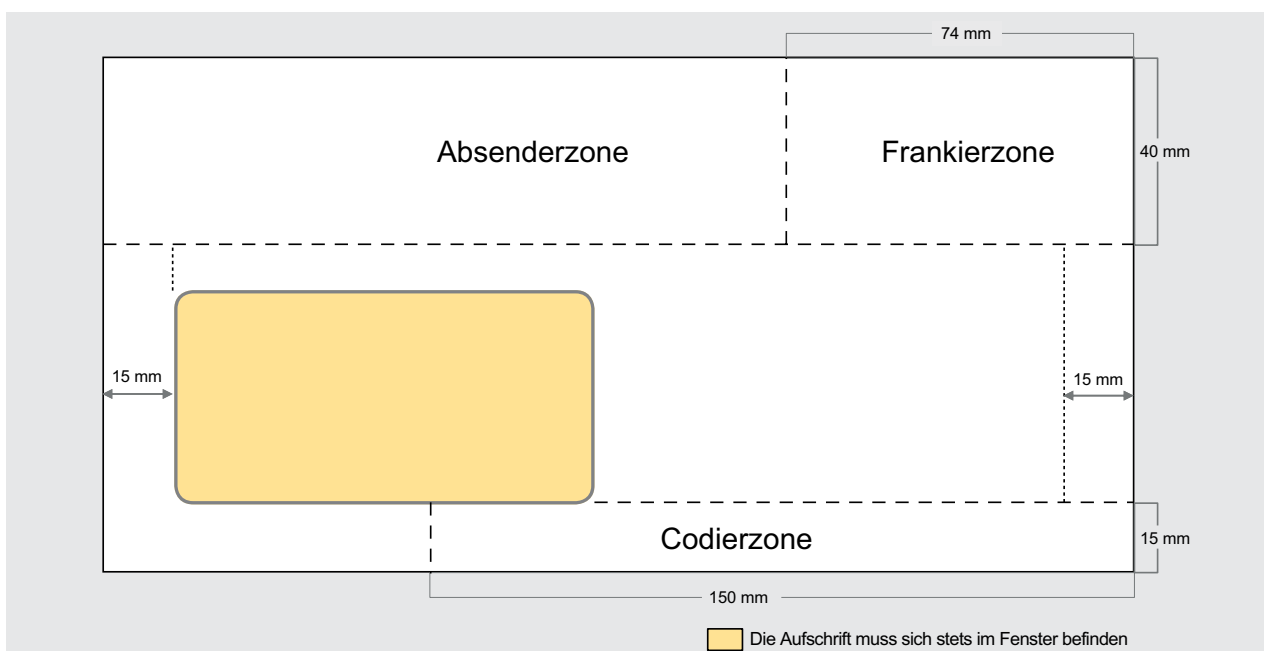 74 mm
Absenderzone
Frankierzone
40 mm
15 mm
15 mm
Codierzone
15 mm
150 mm
Die Aufschrift muss sich stets im Fenster befinden